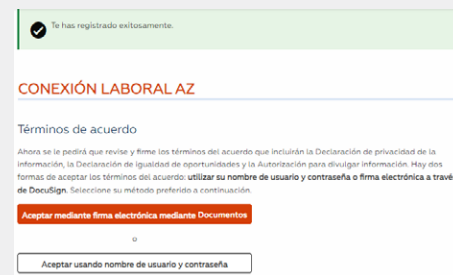 Te has registrado exitosamente.
CONEXIÓN LABORAL AZ
Términos de acuerdo
Ahora se le pedirá que revise y firme los términos del acuerdo que incluirán la Declaración de privacidad de la
información, la Declaración de igualdad de oportunidades y la Autorización para divulgar información. Hay dos
formas de aceptar los términos del acuerdo: utilizar su nombre de usuario y contraseña o firma electrónica a travé
de DocuSign. Seleccione su método preferido a continuación.
Aceptar mediante firma electrónica mediante Documentos
o
Aceptar usando nombre de usuario y contraseña